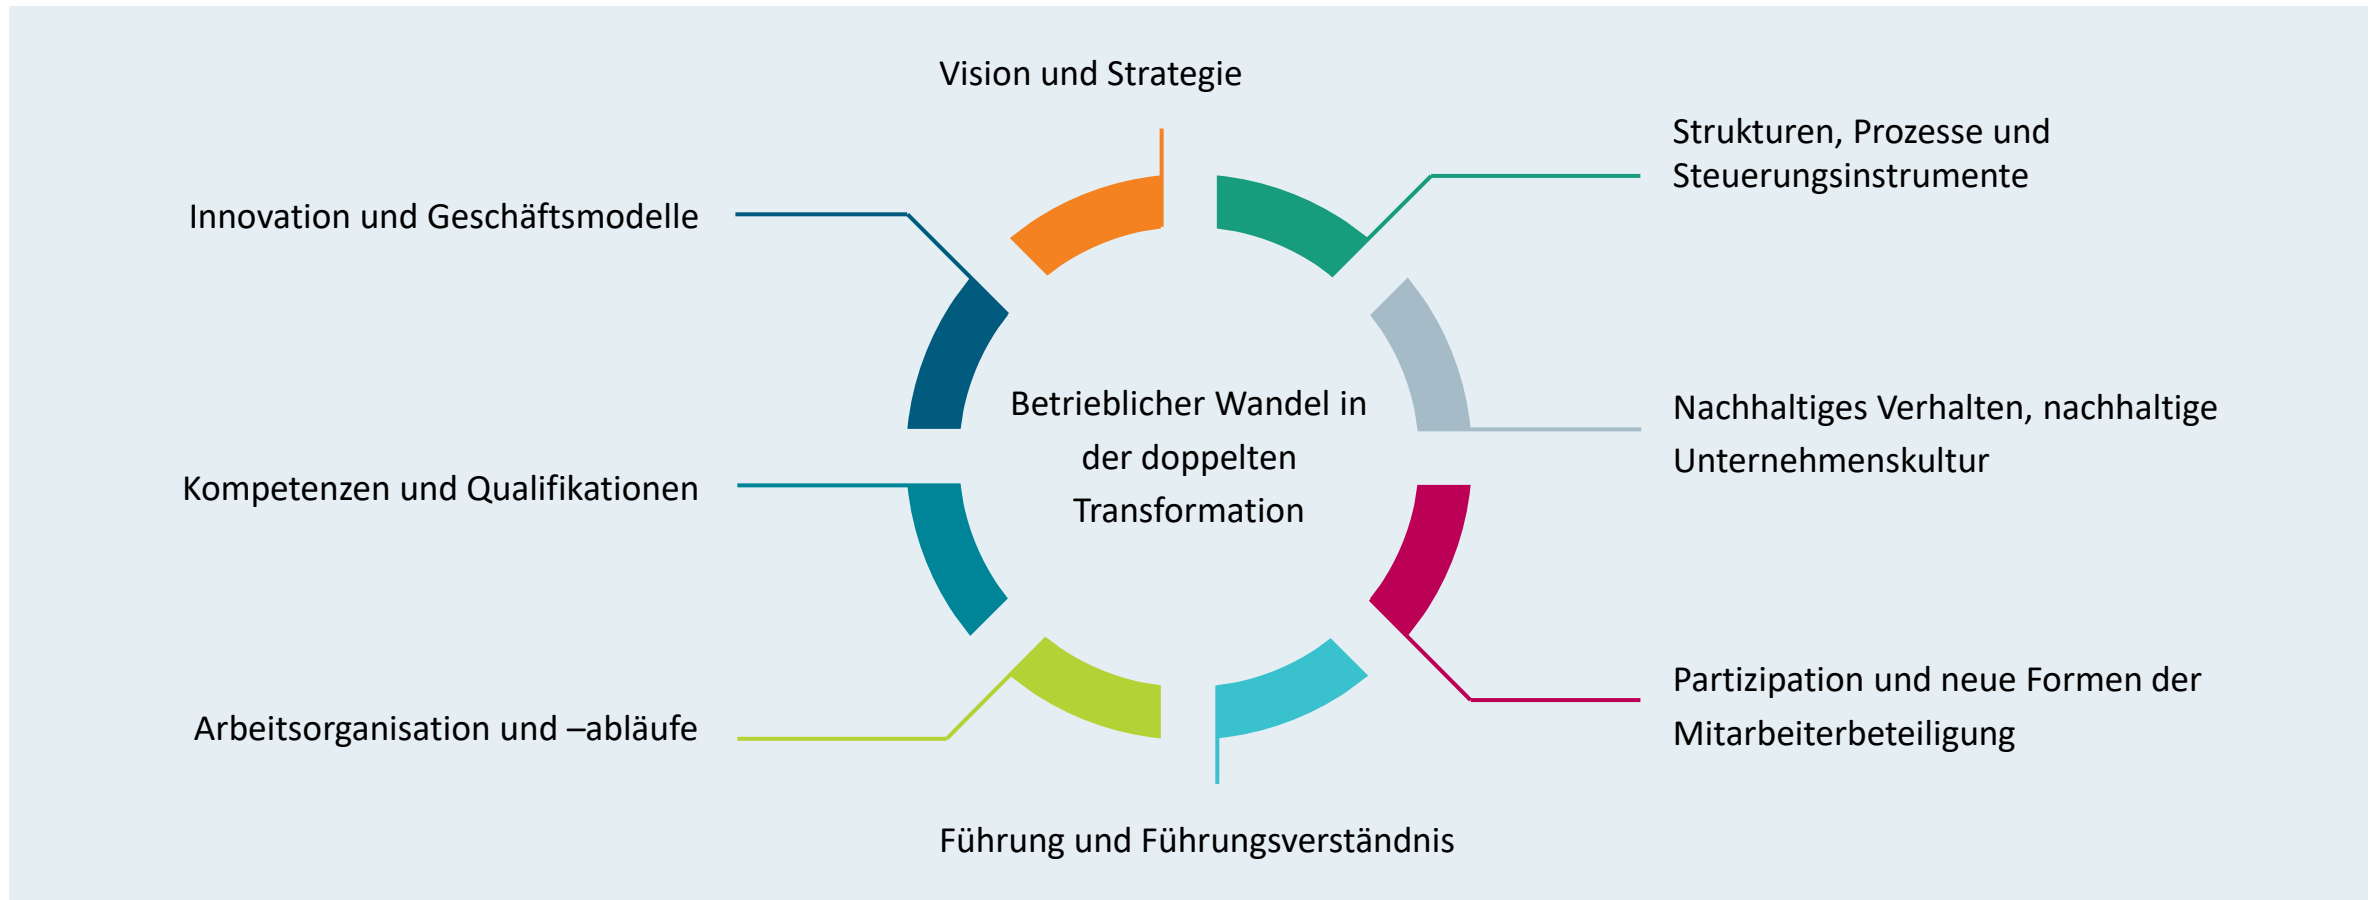 Vision und Strategie
Strukturen, Prozesse und
Steuerungsinstrumente
Innovation und Geschäftsmodelle
Betrieblicher Wandel in
der doppelten
Transformation
Nachhaltiges Verhalten, nachhaltige
Unternehmenskultur
Kompetenzen und Qualifikationen
Partizipation und neue Formen der
Mitarbeiterbeteiligung
Arbeitsorganisation und –abläufe
Führung und Führungsverständnis